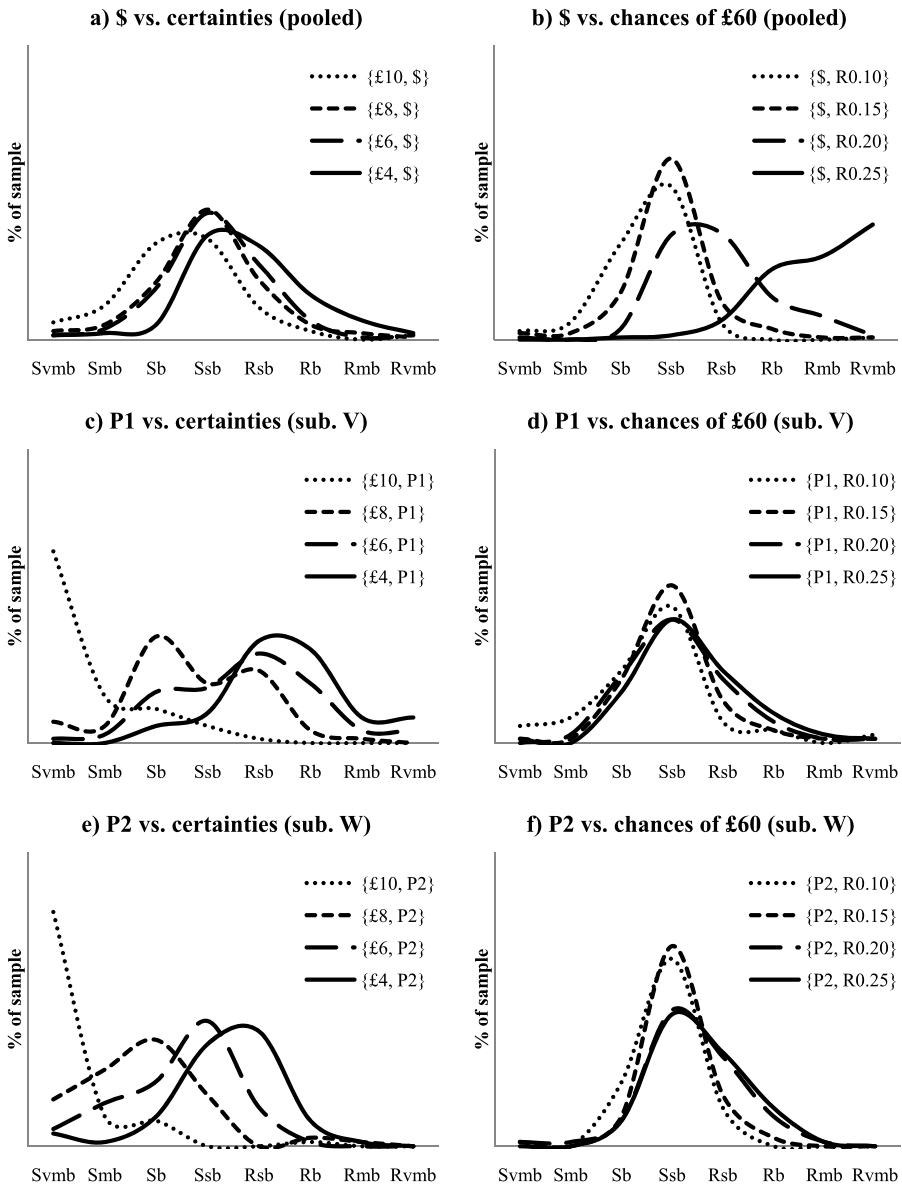 a) $ vs. certainties (pooled)
% of sample
{£10, $}
{£8, $}
{£6, $}
{£4, $}
Svmb Smb Sb Ssb Rsb Rb Rmb Rvmb
b) $ vs. chances of £60 (pooled)
% of sample
{$, R0.10}
{$, R0.15}
{$, R0.20}
{$, R0.25}
Svmb Smb Sb Ssb Rsb Rb Rmb Rvmb
c) P1 vs. certainties (sub. V)
% of sample
{£10, P1}
{£8, P1}
{£6, P1}
{£4, P1}
Svmb Smb Sb Ssb Rsb Rb Rmb Rvmb
d) P1 vs. chances of £60 (sub. V)
% of sample
{P1, R0.10}
{P1, R0.15}
{P1, R0.20}
{P1, R0.25}
Svmb Smb Sb Ssb Rsb Rb Rmb Rvmb
e) P2 vs. certainties (sub. W)
% of sample
{£10, P2}
{£8, P2}
{£6, P2}
{£4, P2}
Svmb Smb Sb Ssb Rsb Rb Rmb Rvmb
f) P2 vs. chances of £60 (sub. W)
% of sample
{P2, R0.10}
{P2, R0.15}
{P2, R0.20}
{P2, R0.25}
Svmb Smb Sb Ssb Rsb Rb Rmb Rvmb